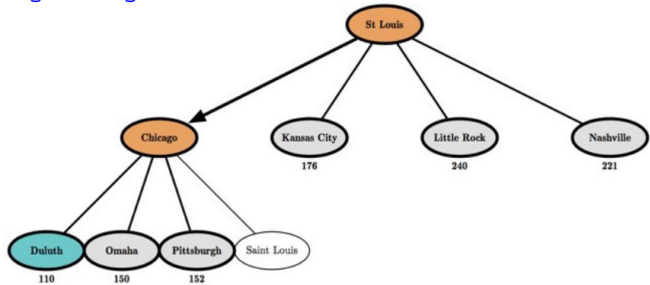 St Louis
Chicago
Kansas City
Little Rock
Nashville
176
240
221
Duluth
Omaha
Pittsburgh
Saint Louis
110
150
152